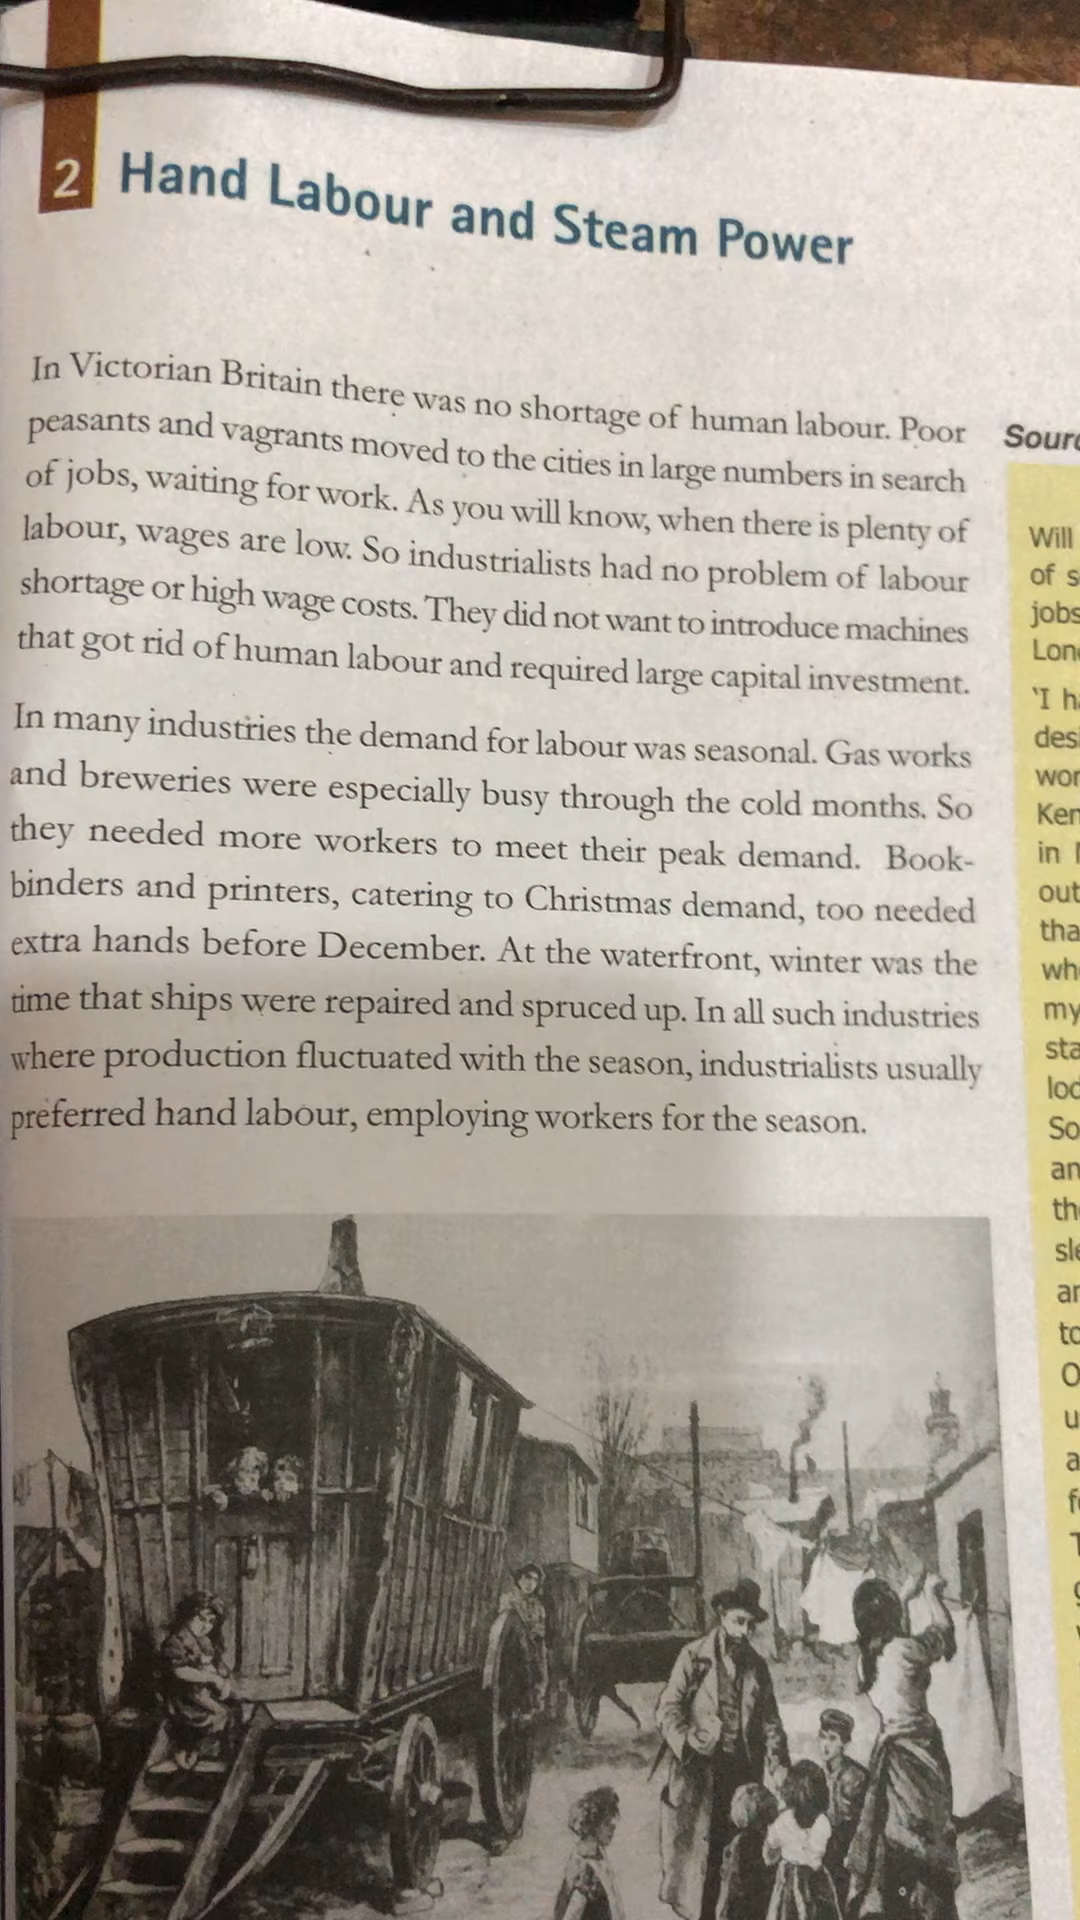 2 Hand Labour and Steam Power
In Victorian Britain there was no shortage of human labour. Poor
peasants and vagrants moved to the cities in large numbers in search
of jobs, waiting for work. As you will know, when there is plenty of
labour, wages are low. So industrialists had no problem of labour
shortage or high wage costs. They did not want to introduce machines
that got rid of human labour and required large capital investment.
In many industries the demand for labour was seasonal. Gas works
and breweries were especially busy through the cold months. So
they needed more workers to meet their peak demand. Book-
binders and printers, catering to Christmas demand, too needed
extra hands before December. At the waterfront, winter was the
time that ships were repaired and spruced up. In all such industries
where production fluctuated with the season, industrialists usually
preferred hand labour, employing workers for the season.
Will
of
jobs
'I
in
out
my